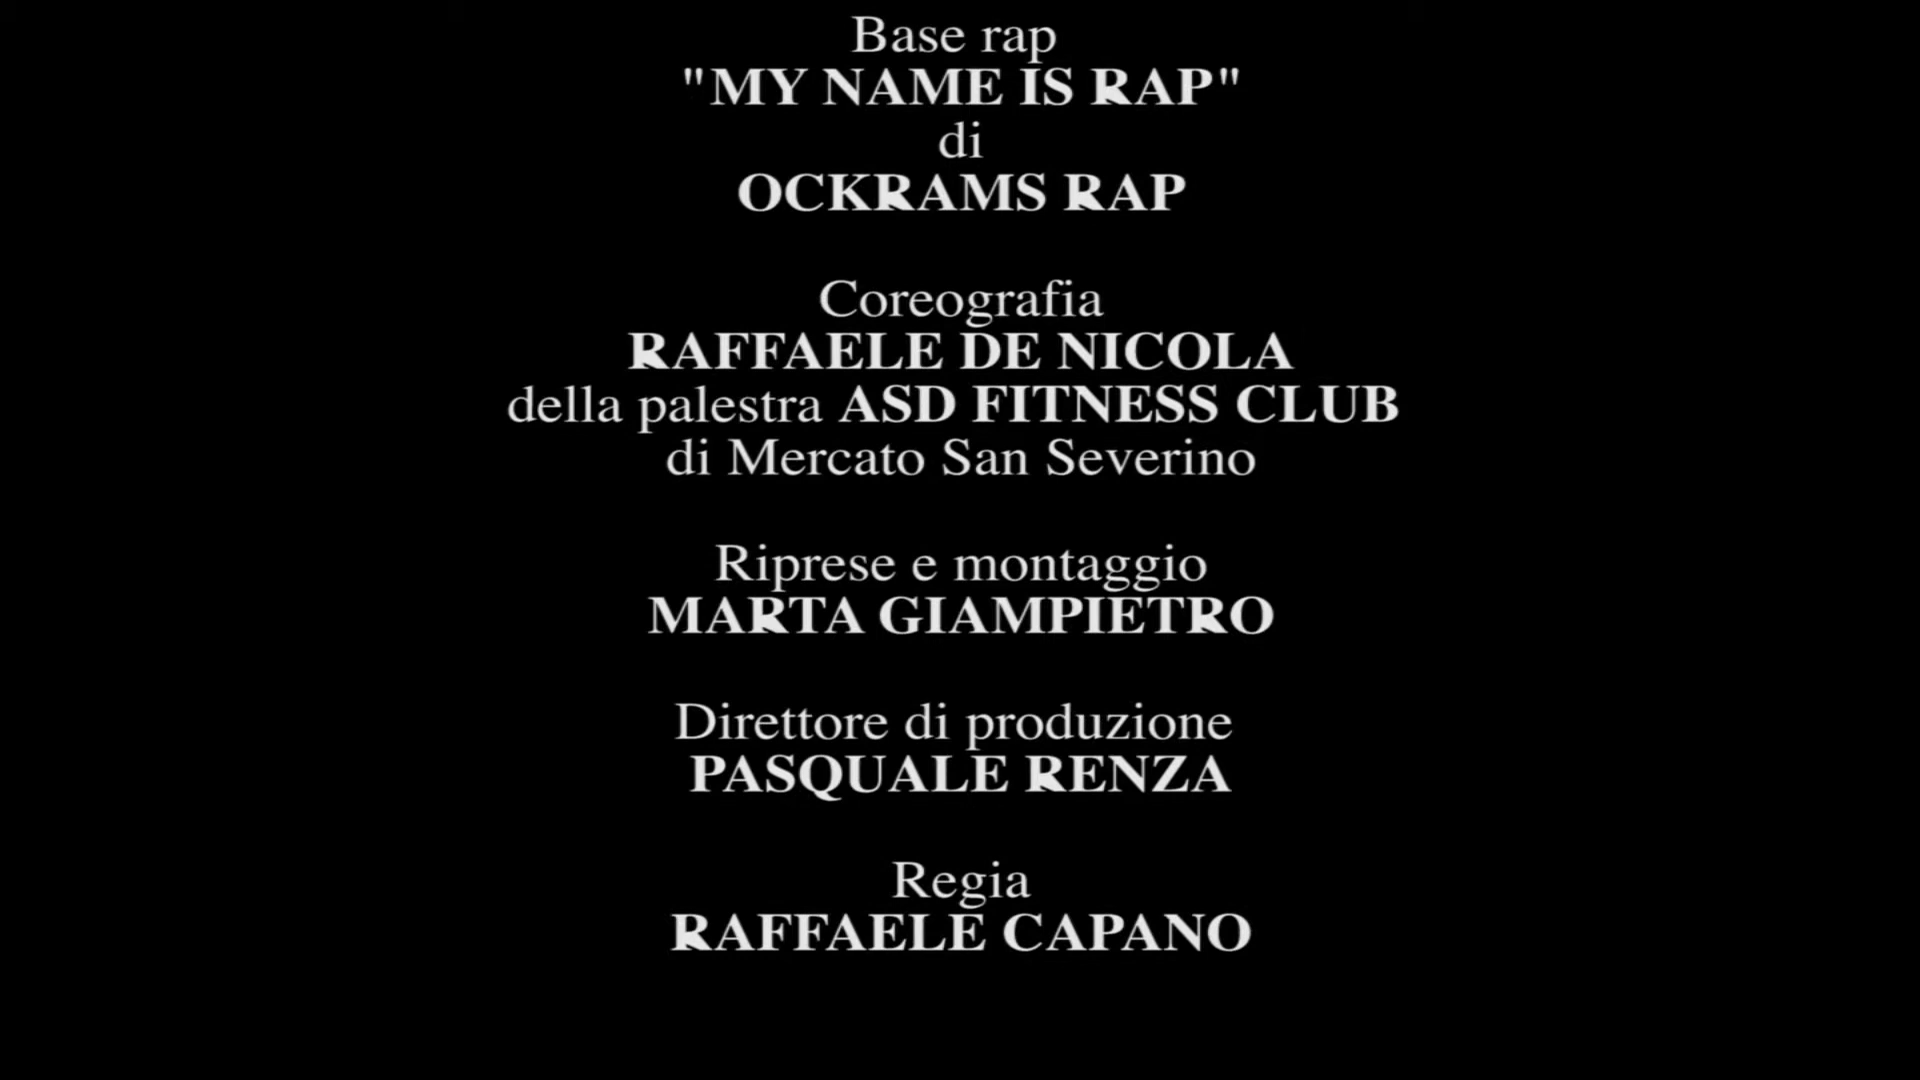 Base rap
"MY NAME IS RAP"
di
OCKRAMS RAP
Coreografia
RAFFAELE DE NICOLA
della palestra ASD FITNESS CLUB
di Mercato San Severino
Riprese e montaggio
MARTA GIAMPIETRO
Direttore di produzione
PASQUALE RENZA
Regia
RAFFAELE CAPANO